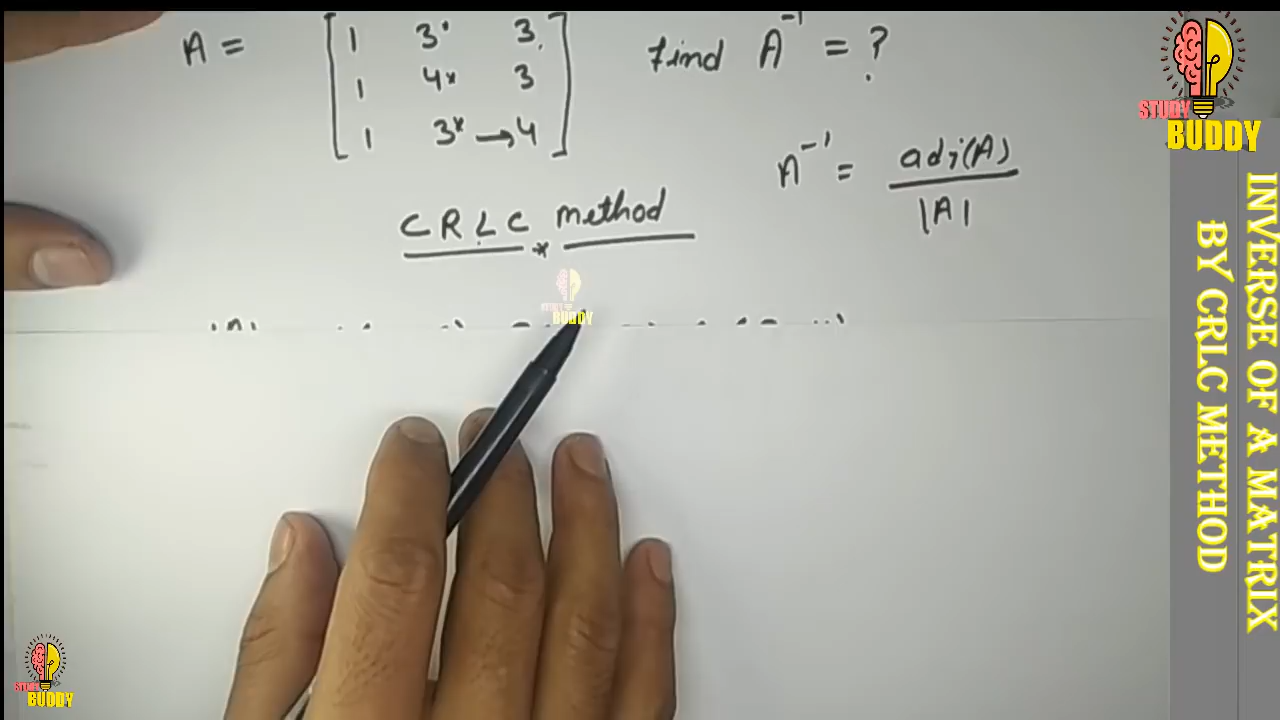 A = [ 1 3 3 find A⁻¹ = ?
1 4 3
1 3 → 4 ]
A⁻¹ = adj(A)
|A|
CRLC method
STUDY
BUDDY
INVERSE OF A MATRIX
BY CRLC METHOD
BUDDY
STUDY
BUDDY